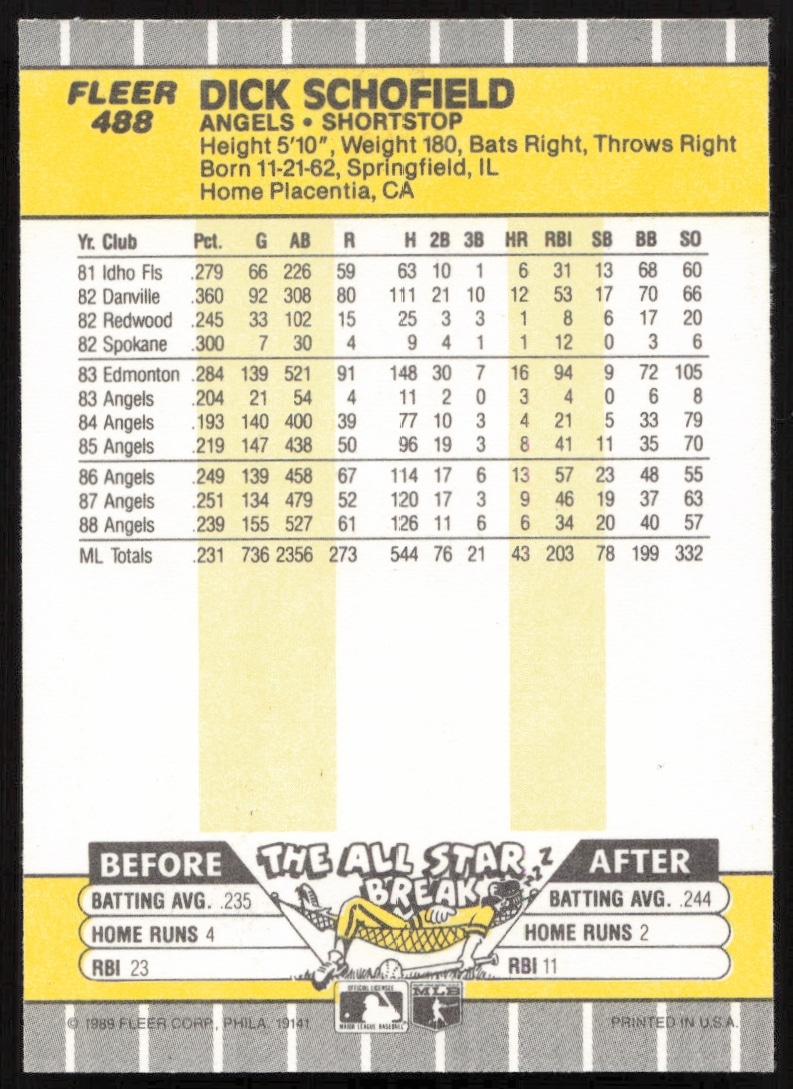 FLEER
488
DICK SCHOFIELD
ANGELS • SHORTSTOP
Height 5'10", Weight 180, Bats Right, Throws Right
Born 11-21-62, Springfield, IL
Home Placentia, CA
Yr. Club Pct. G AB R H 2B 3B HR RBI SB BB SO
81 Idho Fls .279 66 226 59 63 10 1 6 31 13 68 60
82 Danville .360 92 308 80 111 21 10 12 53 17 70 66
82 Redwood .245 33 102 15 25 3 3 1 8 6 17 20
82 Spokane .300 7 30 4 9 4 1 1 12 0 3 6
83 Edmonton .284 139 521 91 148 30 7 16 94 9 72 105
83 Angels .204 21 54 4 11 2 0 3 4 0 6 8
84 Angels .193 140 400 39 77 10 3 4 21 5 33 79
85 Angels .219 147 438 50 96 19 3 8 41 11 35 70
86 Angels .249 139 458 67 114 17 6 13 57 23 48 55
87 Angels .251 134 479 52 120 17 3 9 46 19 37 63
88 Angels .239 155 527 61 126 11 6 6 34 20 40 57
ML Totals .231 736 2356 273 544 76 21 43 203 78 199 332
THE ALL STAR
BREAK
ZZZ
BEFORE
BATTING AVG. .235
HOME RUNS 4
RBI 23
AFTER
BATTING AVG. .244
HOME RUNS 2
RBI 11
OFFICIAL LICENSEE
MAJOR LEAGUE BASEBALL
MLB
© 1989 FLEER CORP., PHILA. 19141
PRINTED IN U.S.A.